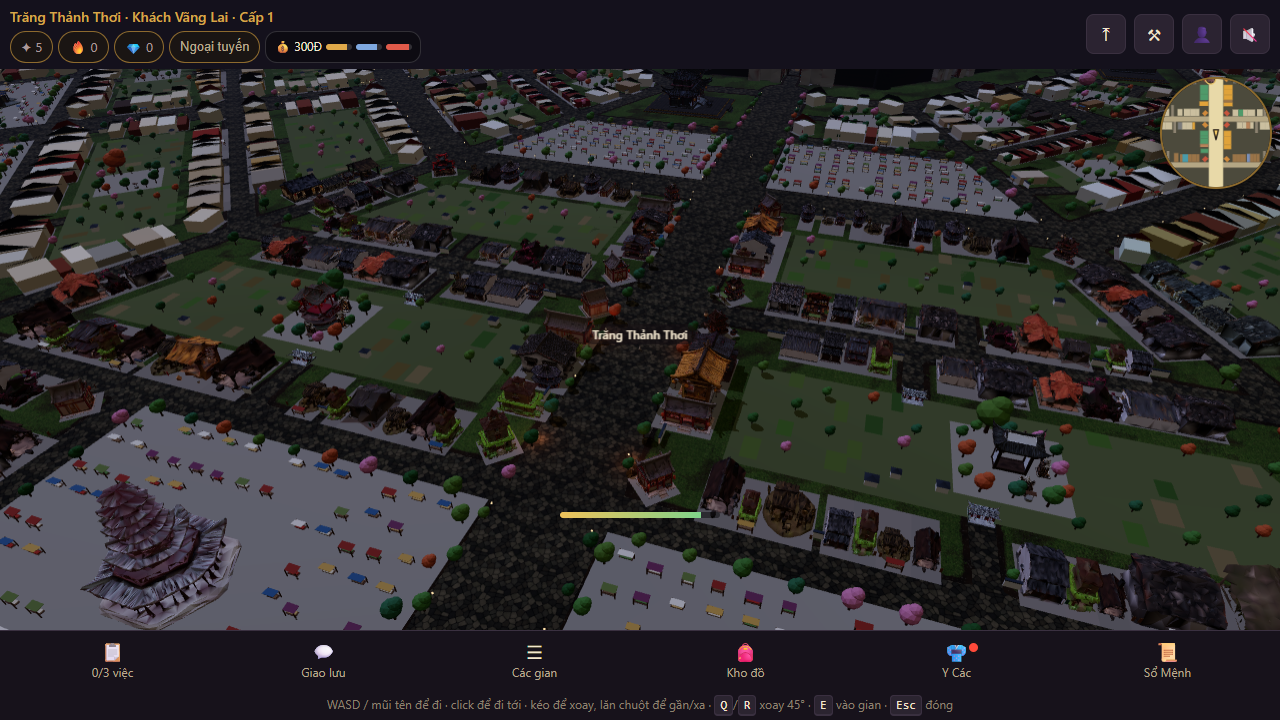 Trăng Thảnh Thơi · Khách Vãng Lai · Cấp 1
5 0 0 Ngoại tuyến 300Đ
Trăng Thảnh Thơi
0/3 việc Giao lưu Các gian Kho đồ Y Các Sổ Mệnh
WASD / mũi tên để đi · click để đi tới · kéo để xoay, lăn chuột để gần/xa · Q / R xoay 45° · E vào gian · Esc đóng